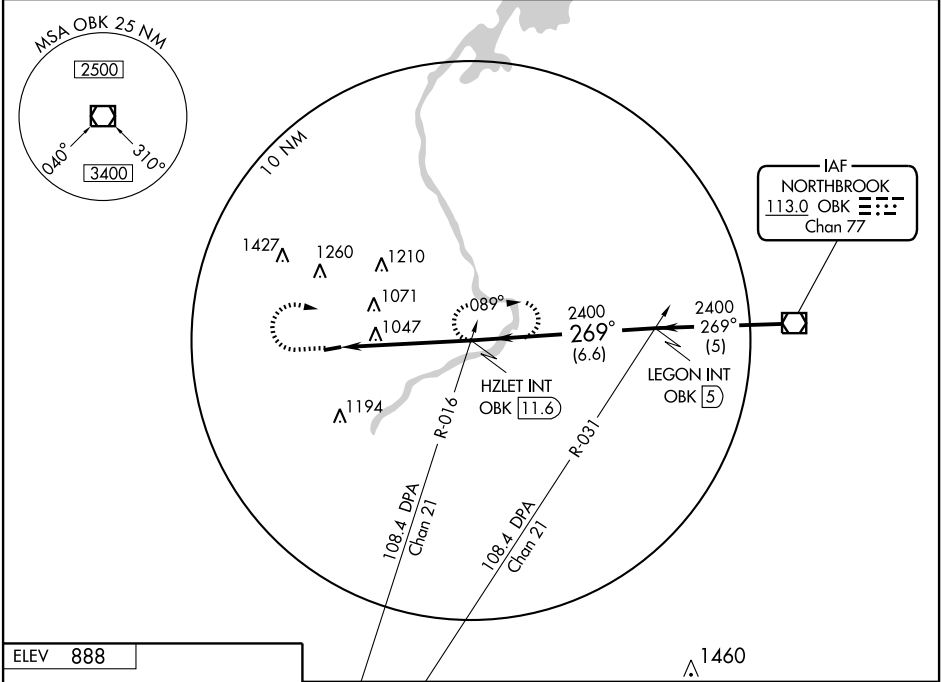 MSA OBK 25 NM
2500
040°
310°
3400
10 NM
IAF
NORTHBROOK
113.0 OBK
Chan 77
1427
1260
1210
1071
1047
089°
2400
269°
(6.6)
2400
269°
(5)
HZLET INT
OBK 11.6
LEGON INT
OBK 5
1194
R-016
R-031
108.4 DPA
Chan 21
108.4 DPA
Chan 21
ELEV 888
1460